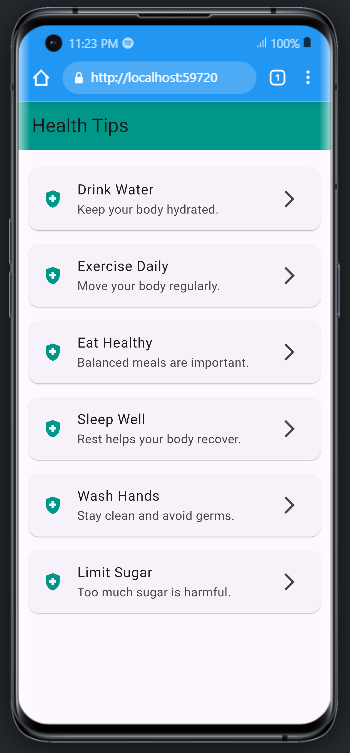 11:23 PM
100%
http://localhost:59720
1
Health Tips
Drink Water
Keep your body hydrated.
Exercise Daily
Move your body regularly.
Eat Healthy
Balanced meals are important.
Sleep Well
Rest helps your body recover.
Wash Hands
Stay clean and avoid germs.
Limit Sugar
Too much sugar is harmful.